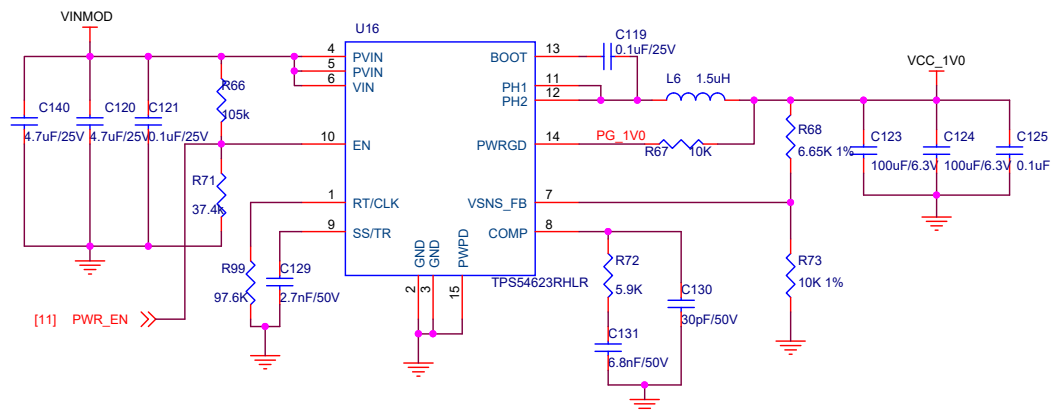 VINMOD
U16
C119
0.1uF/25V
VCC_1V0
4
PVIN
BOOT
13
5
PVIN
6
VIN
PH1
11
PH2
12
L6 1.5uH
R66
105k
C140
4.7uF/25V
C120
4.7uF/25V
C121
0.1uF/25V
10
EN
PWRGD
14
PG_1V0
R67
10K
R68
6.65K 1%
C123
100uF/6.3V
C124
100uF/6.3V
C125
0.1uF
R71
37.4K
1
RT/CLK
VSNS_FB
7
9
SS/TR
COMP
8
GND
GND
PWPD
2
3
15
TPS54623RHLR
R99
97.6K
C129
2.7nF/50V
R72
5.9K
C130
30pF/50V
R73
10K 1%
[11] PWR_EN
C131
6.8nF/50V